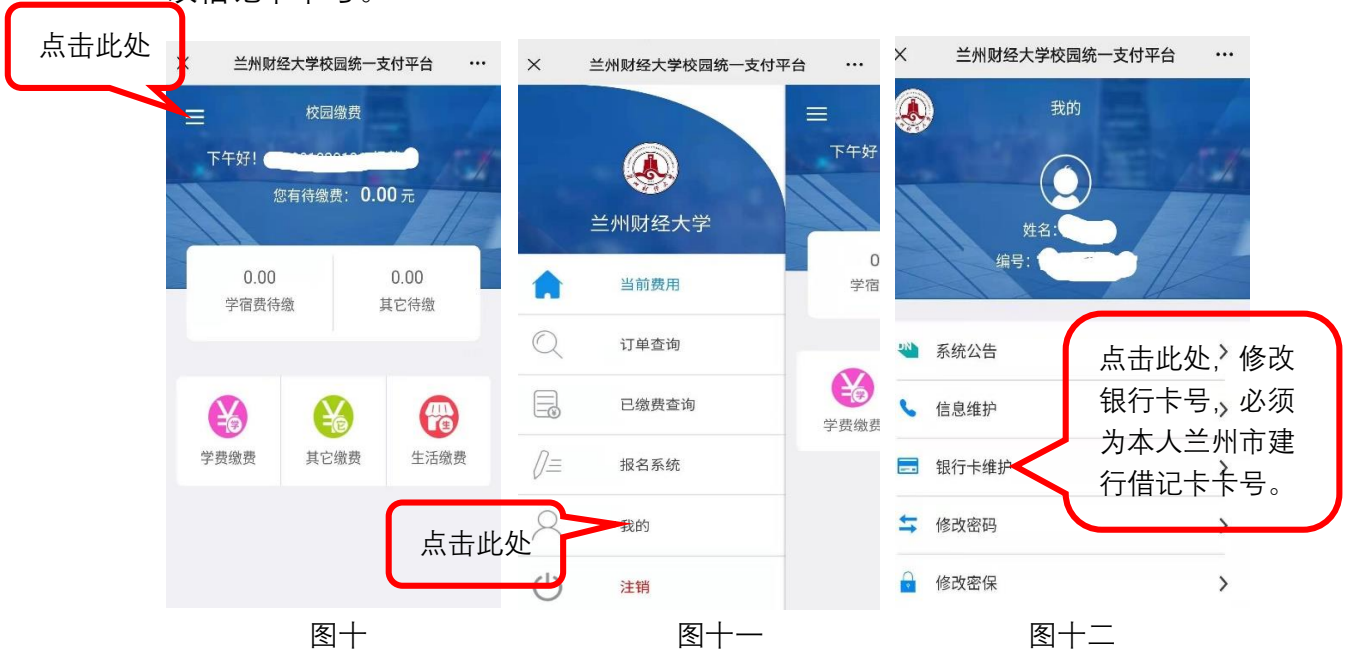 点击此处
兰州财经大学校园统一支付平台
校园缴费
下午好!
您有待缴费: 0.00 元
0.00
学宿费待缴
0.00
其它待缴
学费缴费
其它缴费
生活缴费
图十
兰州财经大学校园统一支付平台
兰州财经大学
当前费用
订单查询
已缴费查询
报名系统
我的
注销
点击此处
下午好
0
学宿
学费缴费
图十一
兰州财经大学校园统一支付平台
我的
姓名:
编号:
系统公告
信息维护
银行卡维护
修改密码
修改密保
点击此处，修改
银行卡号，必须
为本人兰州市建
行借记卡卡号。
图十二